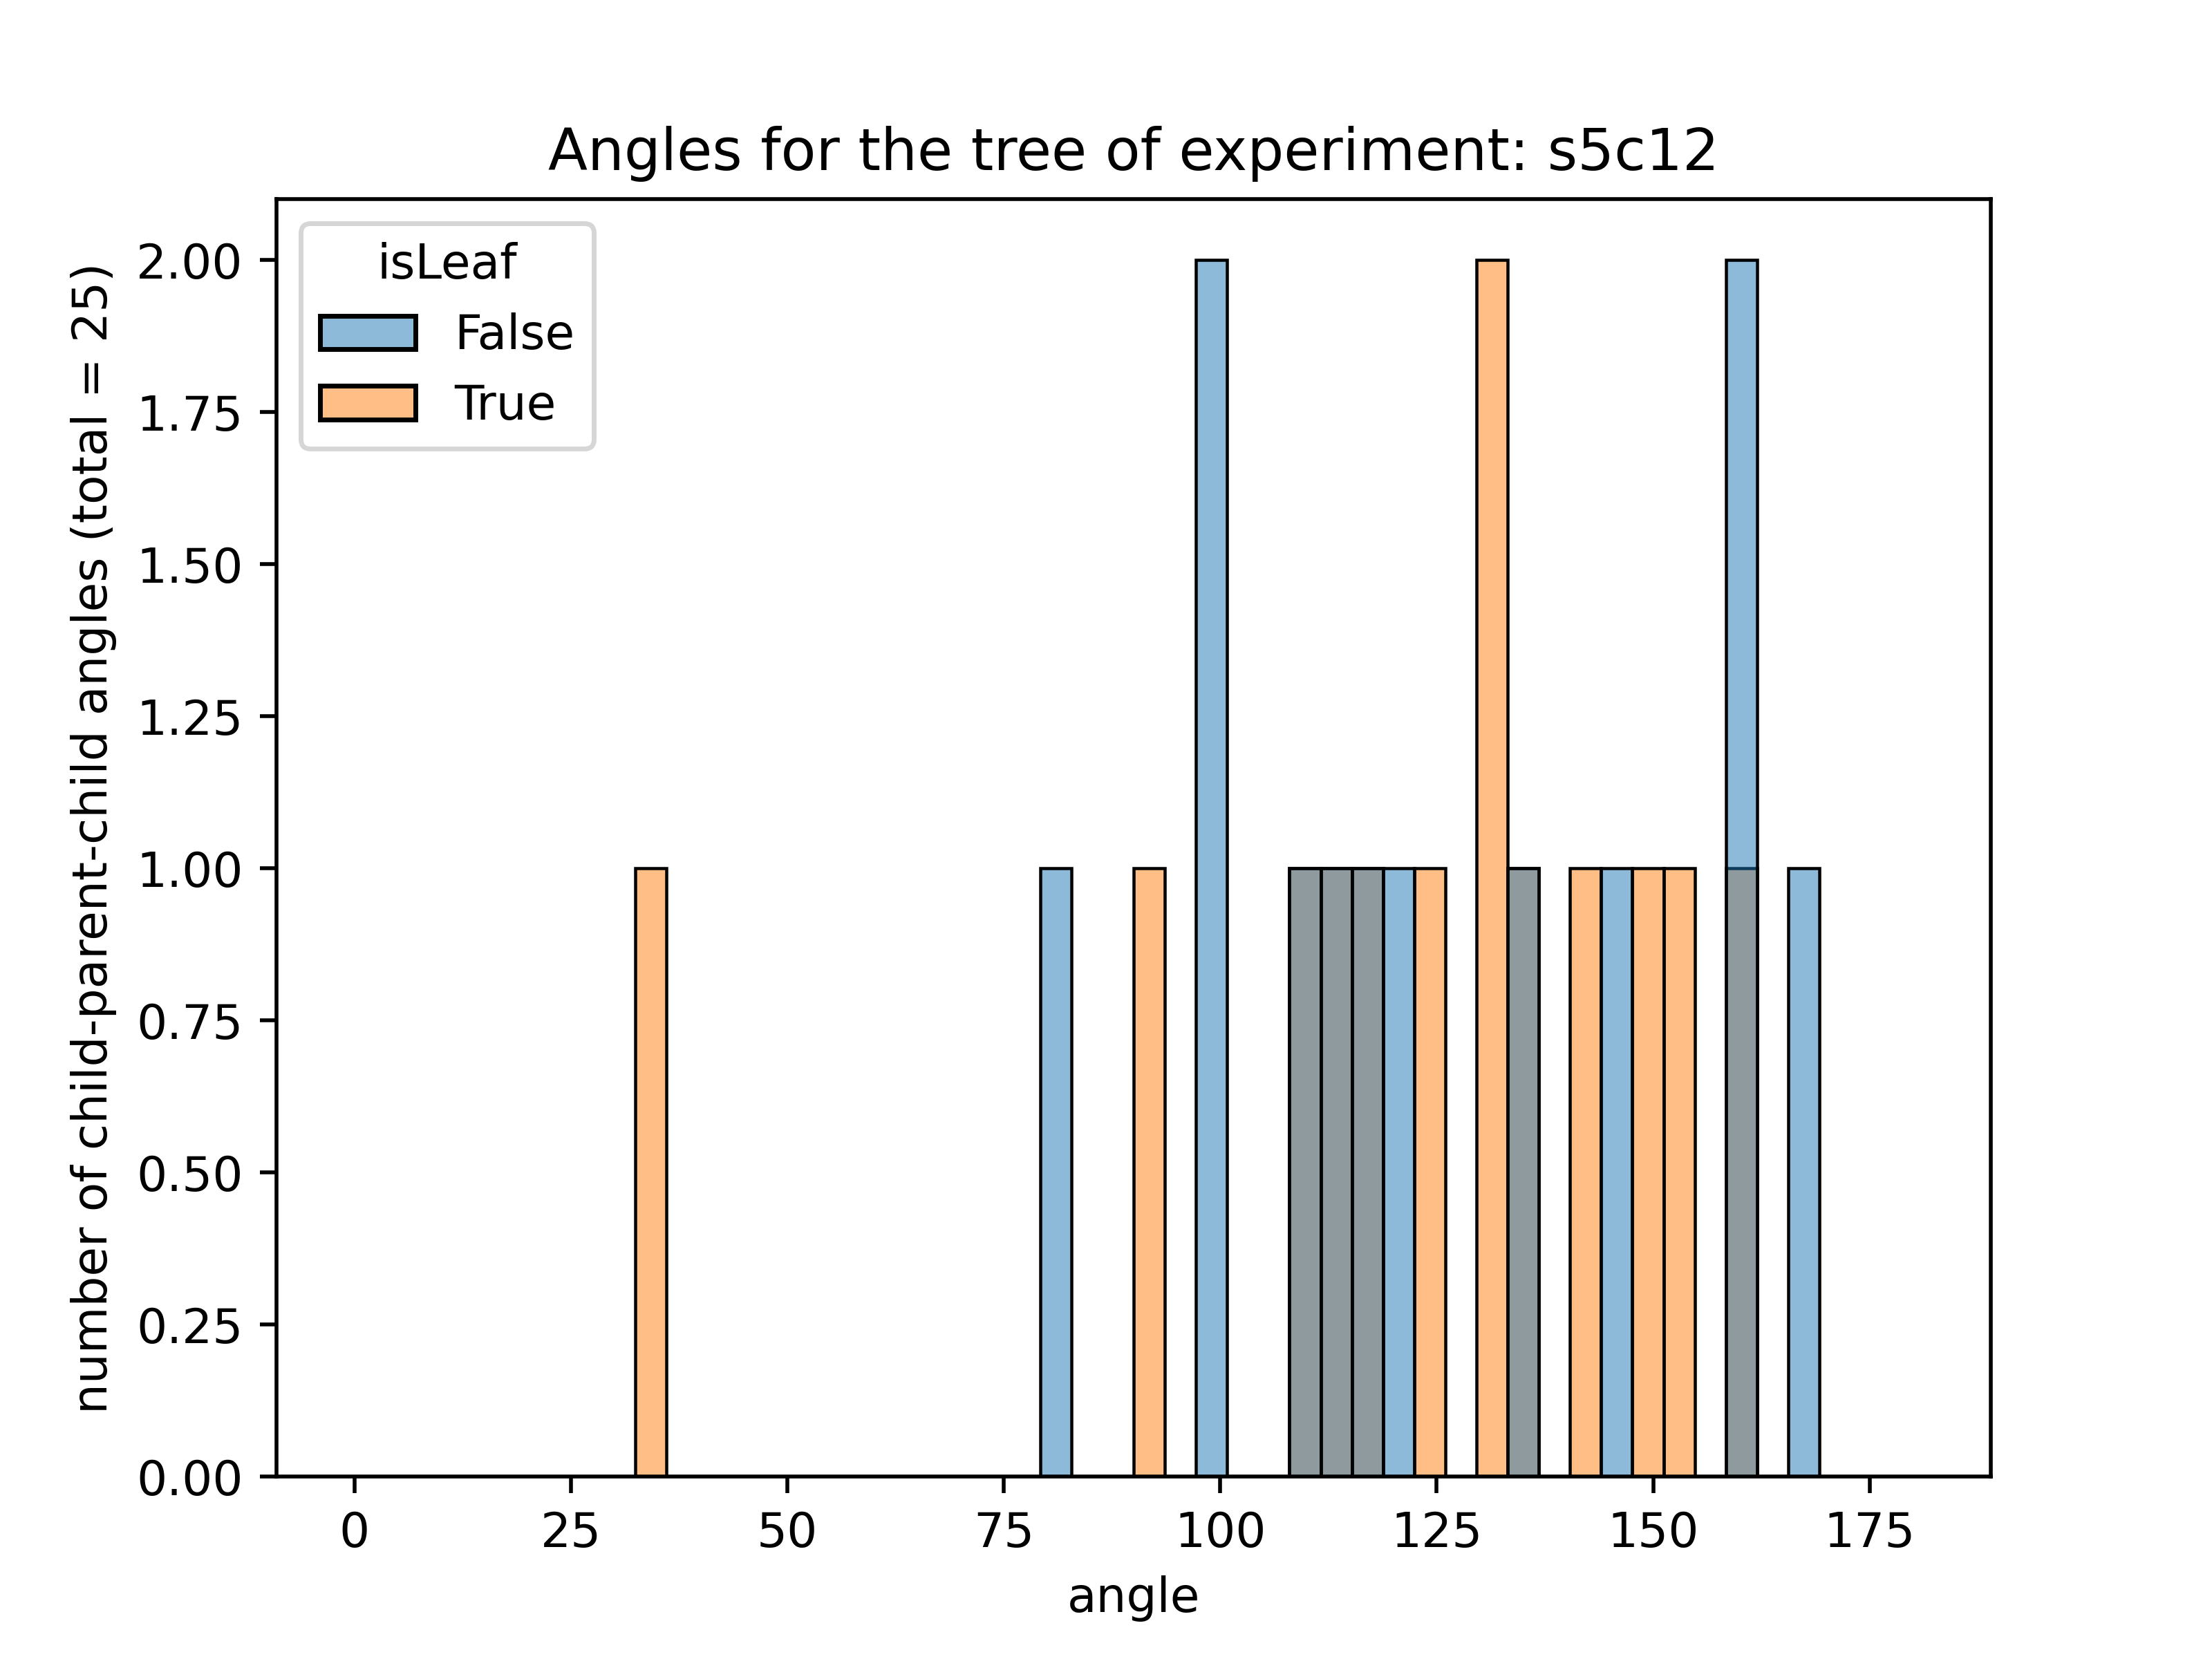 Angles for the tree of experiment: s5c12
isLeaf
False
True
number of child-parent-child angles (total = 25)
2.00
1.75
1.50
1.25
1.00
0.75
0.50
0.25
0.00
0 25 50 75 100 125 150 175
angle